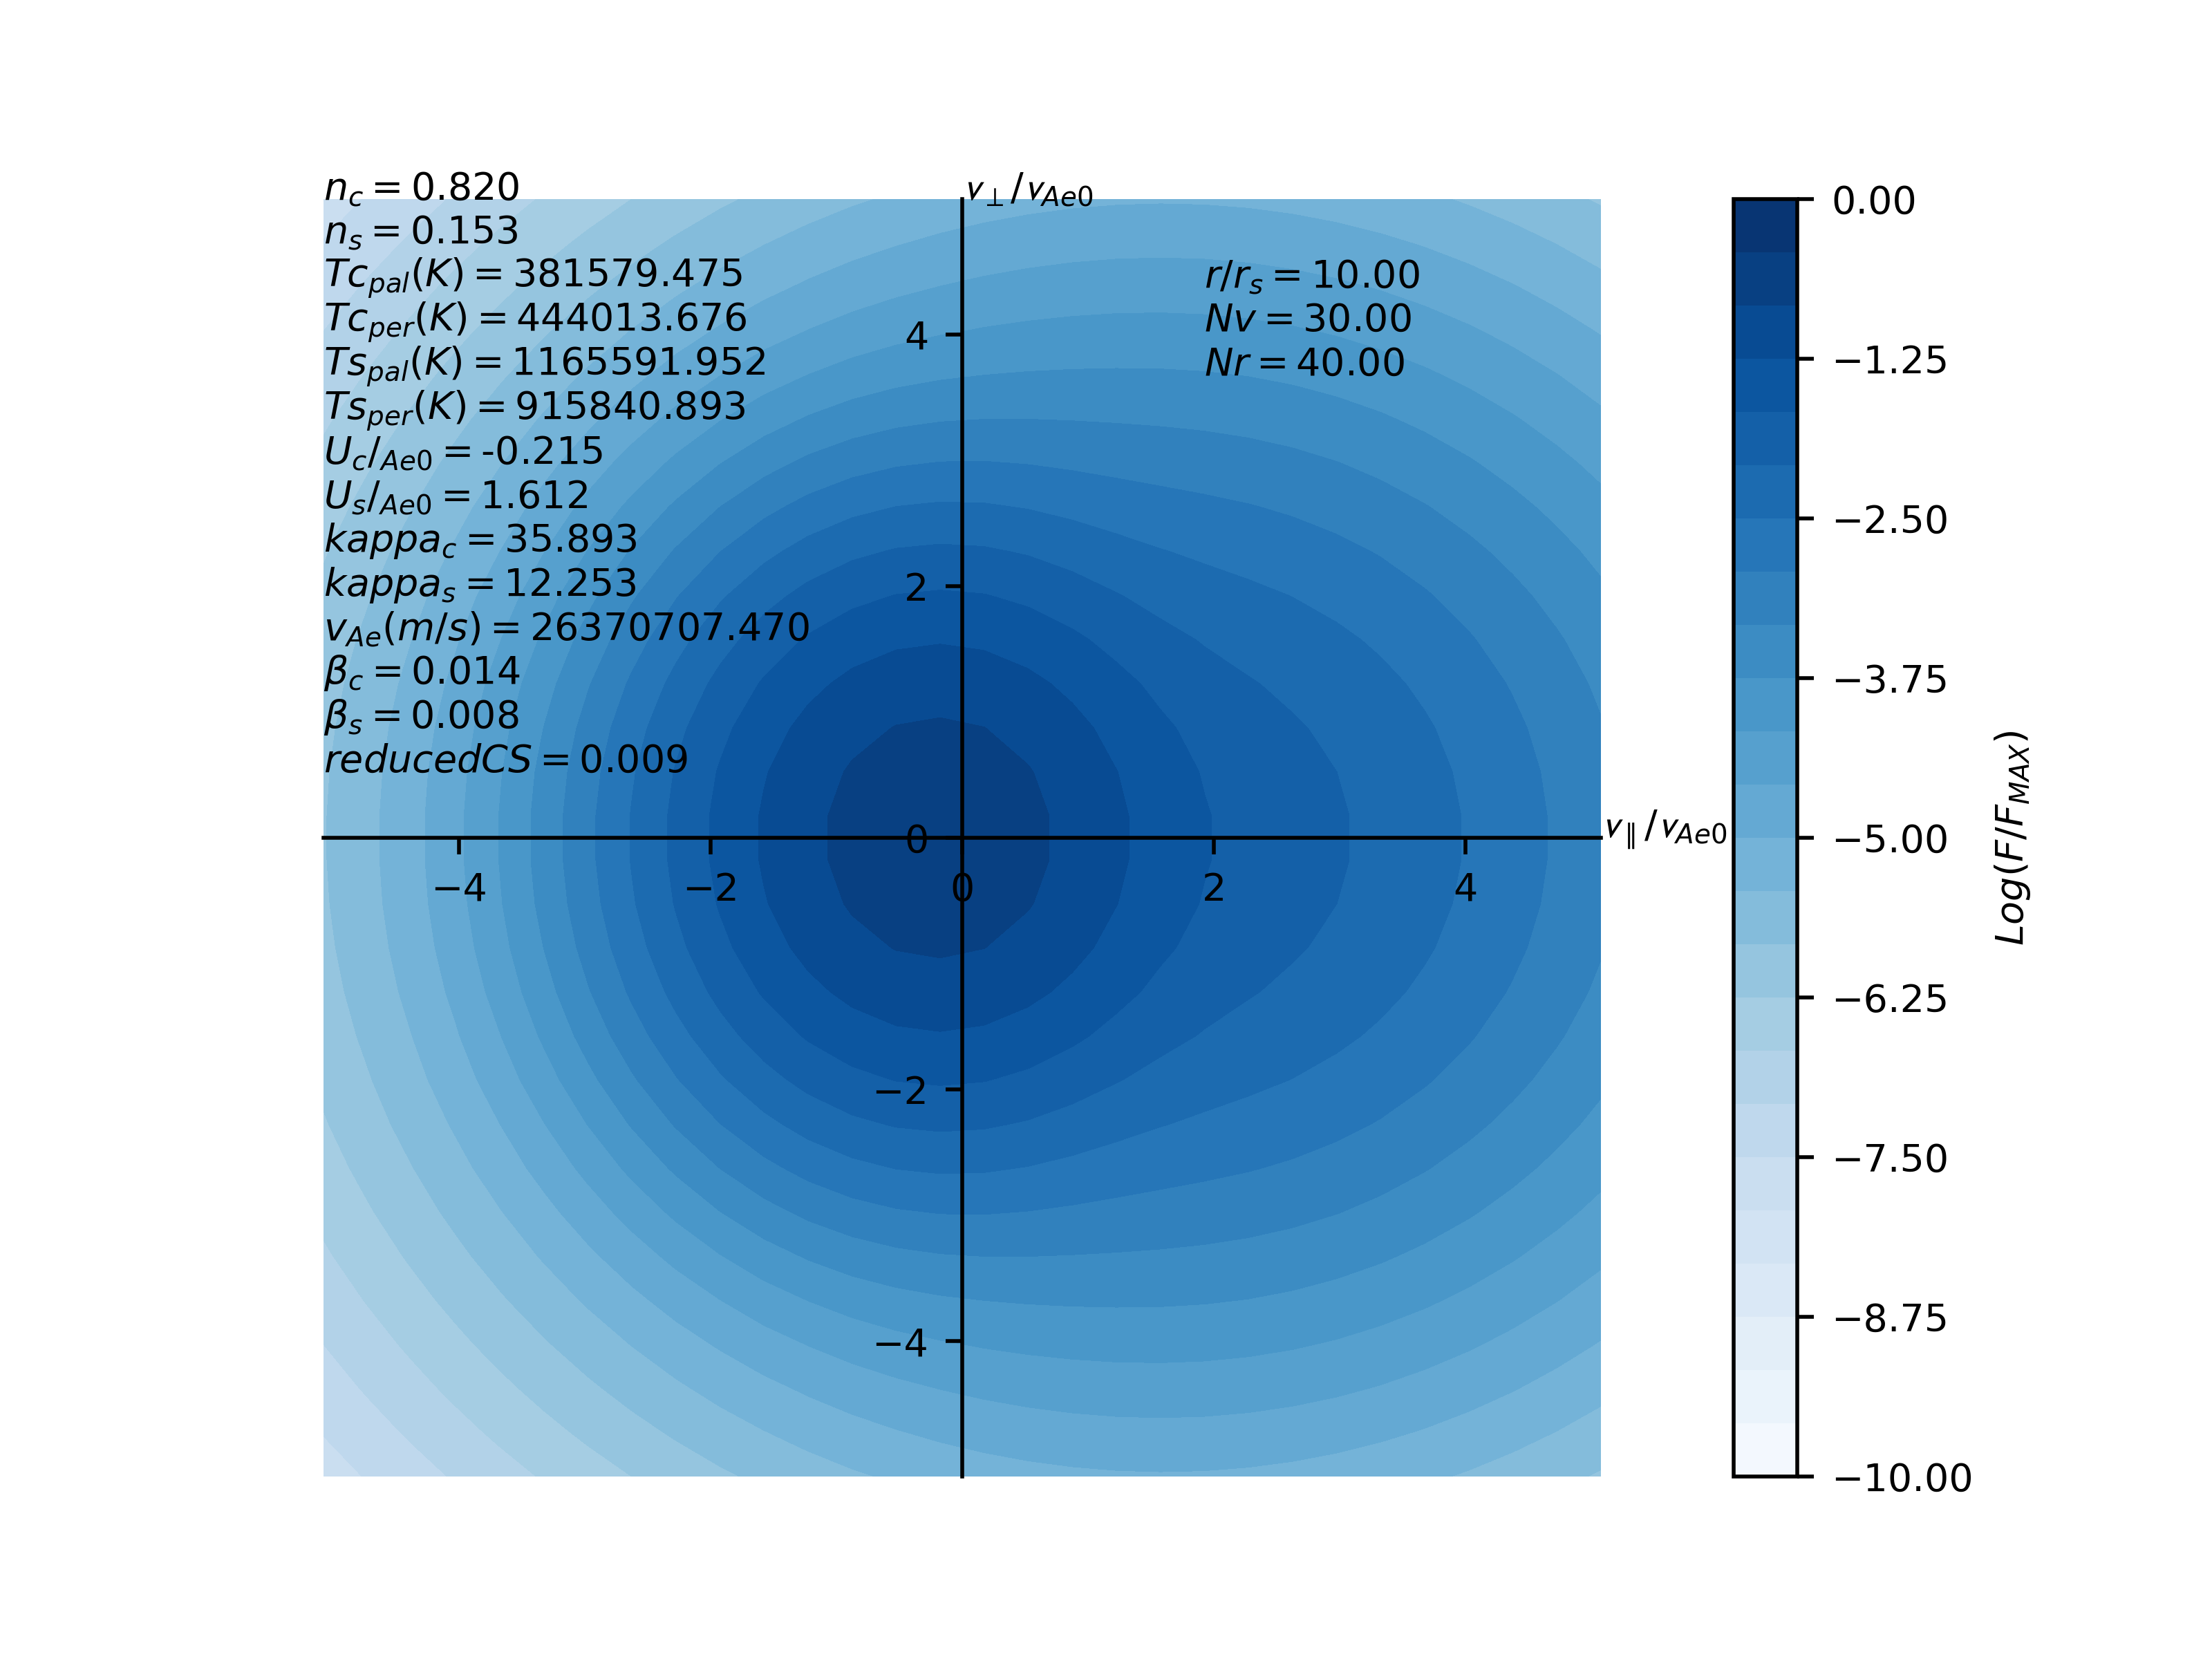 n_c = 0.820
n_s = 0.153
Tc_pal(K) = 381579.475
Tc_per(K) = 444013.676
Ts_pal(K) = 1165591.952
Ts_per(K) = 915840.893
U_c/_Ae0 = -0.215
U_s/_Ae0 = 1.612
kappa_c = 35.893
kappa_s = 12.253
v_Ae(m/s) = 26370707.470
β_c = 0.014
β_s = 0.008
reducedCS = 0.009
v_⊥/v_Ae0
r/r_s = 10.00
Nv = 30.00
Nr = 40.00
4
2
0
−2
−4
−4
−2
0
2
4
v_∥/v_Ae0
0.00
−1.25
−2.50
−3.75
−5.00
−6.25
−7.50
−8.75
−10.00
Log(F/F_MAX)